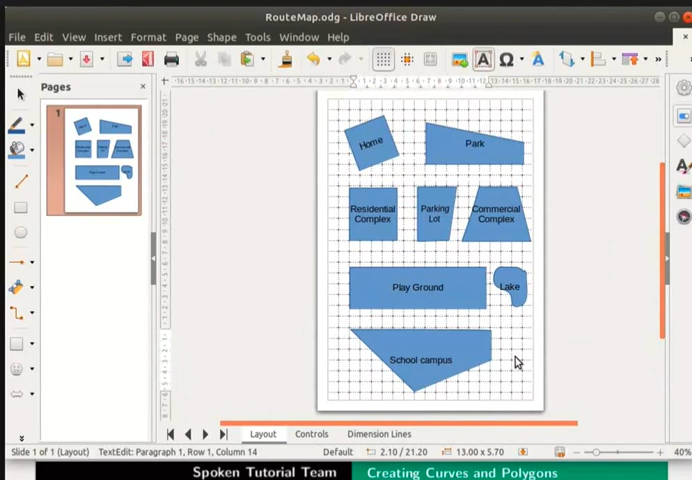 RouteMap.odg - LibreOffice Draw
File Edit View Insert Format Page Shape Tools Window Help
Pages
1
Home
Park
Residential
Complex
Parking
Lot
Commercial
Complex
Play Ground
Lake
School campus
Layout Controls Dimension Lines
Slide 1 of 1 (Layout) TextEdit: Paragraph 1, Row 1, Column 14 Default 2.10 / 21.20 13.00 x 5.70 40%
Spoken Tutorial Team Creating Curves and Polygons